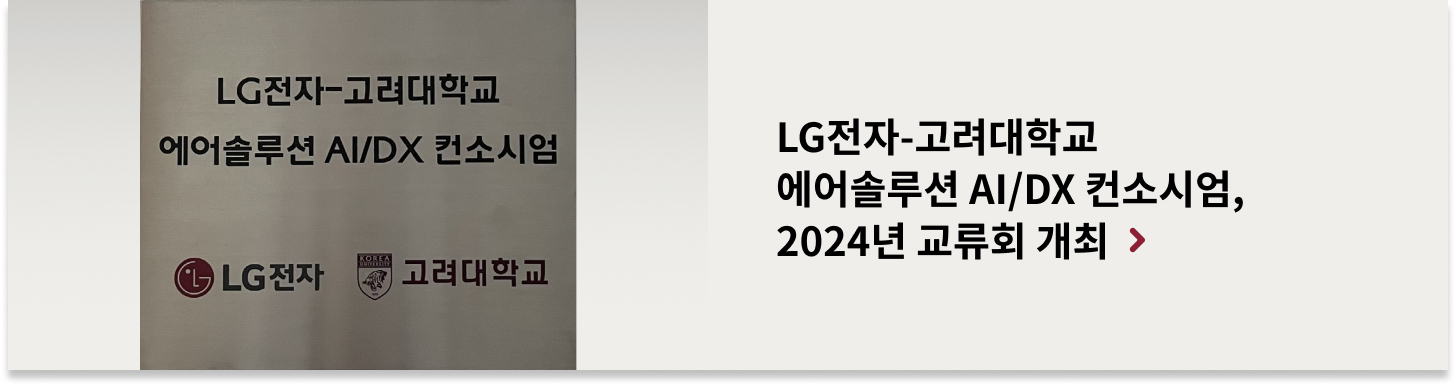 LG전자-고려대학교
에어솔루션 AI/DX 컨소시엄
LG전자
KOREA
UNIVERSITY
고려대학교
LG전자-고려대학교
에어솔루션 AI/DX 컨소시엄,
2024년 교류회 개최